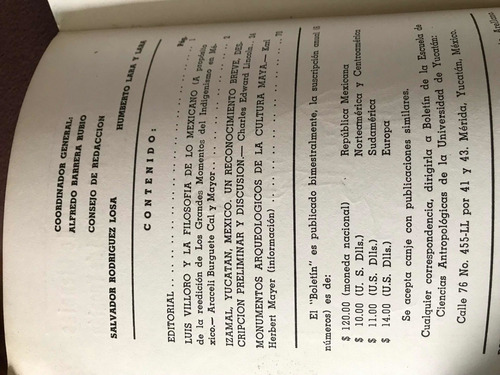 COORDINADOR GENERAL:
ALFREDO BARRERA RUBIO
CONSEJO DE REDACCION
SALVADOR RODRIGUEZ LOSA HUMBERTO LARA Y LARA
CONTENIDO:
Pág.
EDITORIAL
LUIS VILLORO Y LA FILOSOFIA DE LO MEXICANO (A propósito
de la reedición de Los Grandes Momentos del Indigenismo en Mé-
xico.— Araceli Burguete Cal y Mayor.
IZAMAL, YUCATAN, MEXICO. UN RECONOCIMIENTO BREVE, DES-
CRIPCION PRELIMINAR Y DISCUSION.— Charles Edward Lincoln.
MONUMENTOS ARQUEOLOGICOS DE LA CULTURA MAYA.— Karl
Herbert Mayer (información)
El "Boletín" es publicado bimestralmente, la suscripción anual (6
números) es de:
$ 120.00 (moneda nacional) República Mexicana
$ 10.00 (U. S. Dlls.) Norteamérica y Centroamérica
$ 11.00 (U.S. Dlls.) Sudamérica
$ 14.00 (U.S. Dlls.) Europa
Se acepta canje con publicaciones similares.
Cualquier correspondencia, dirigirla a Boletín de la Escuela de
Ciencias Antropológicas de la Universidad de Yucatán:
Calle 76 No. 455-LL por 41 y 43. Mérida, Yucatán, México.